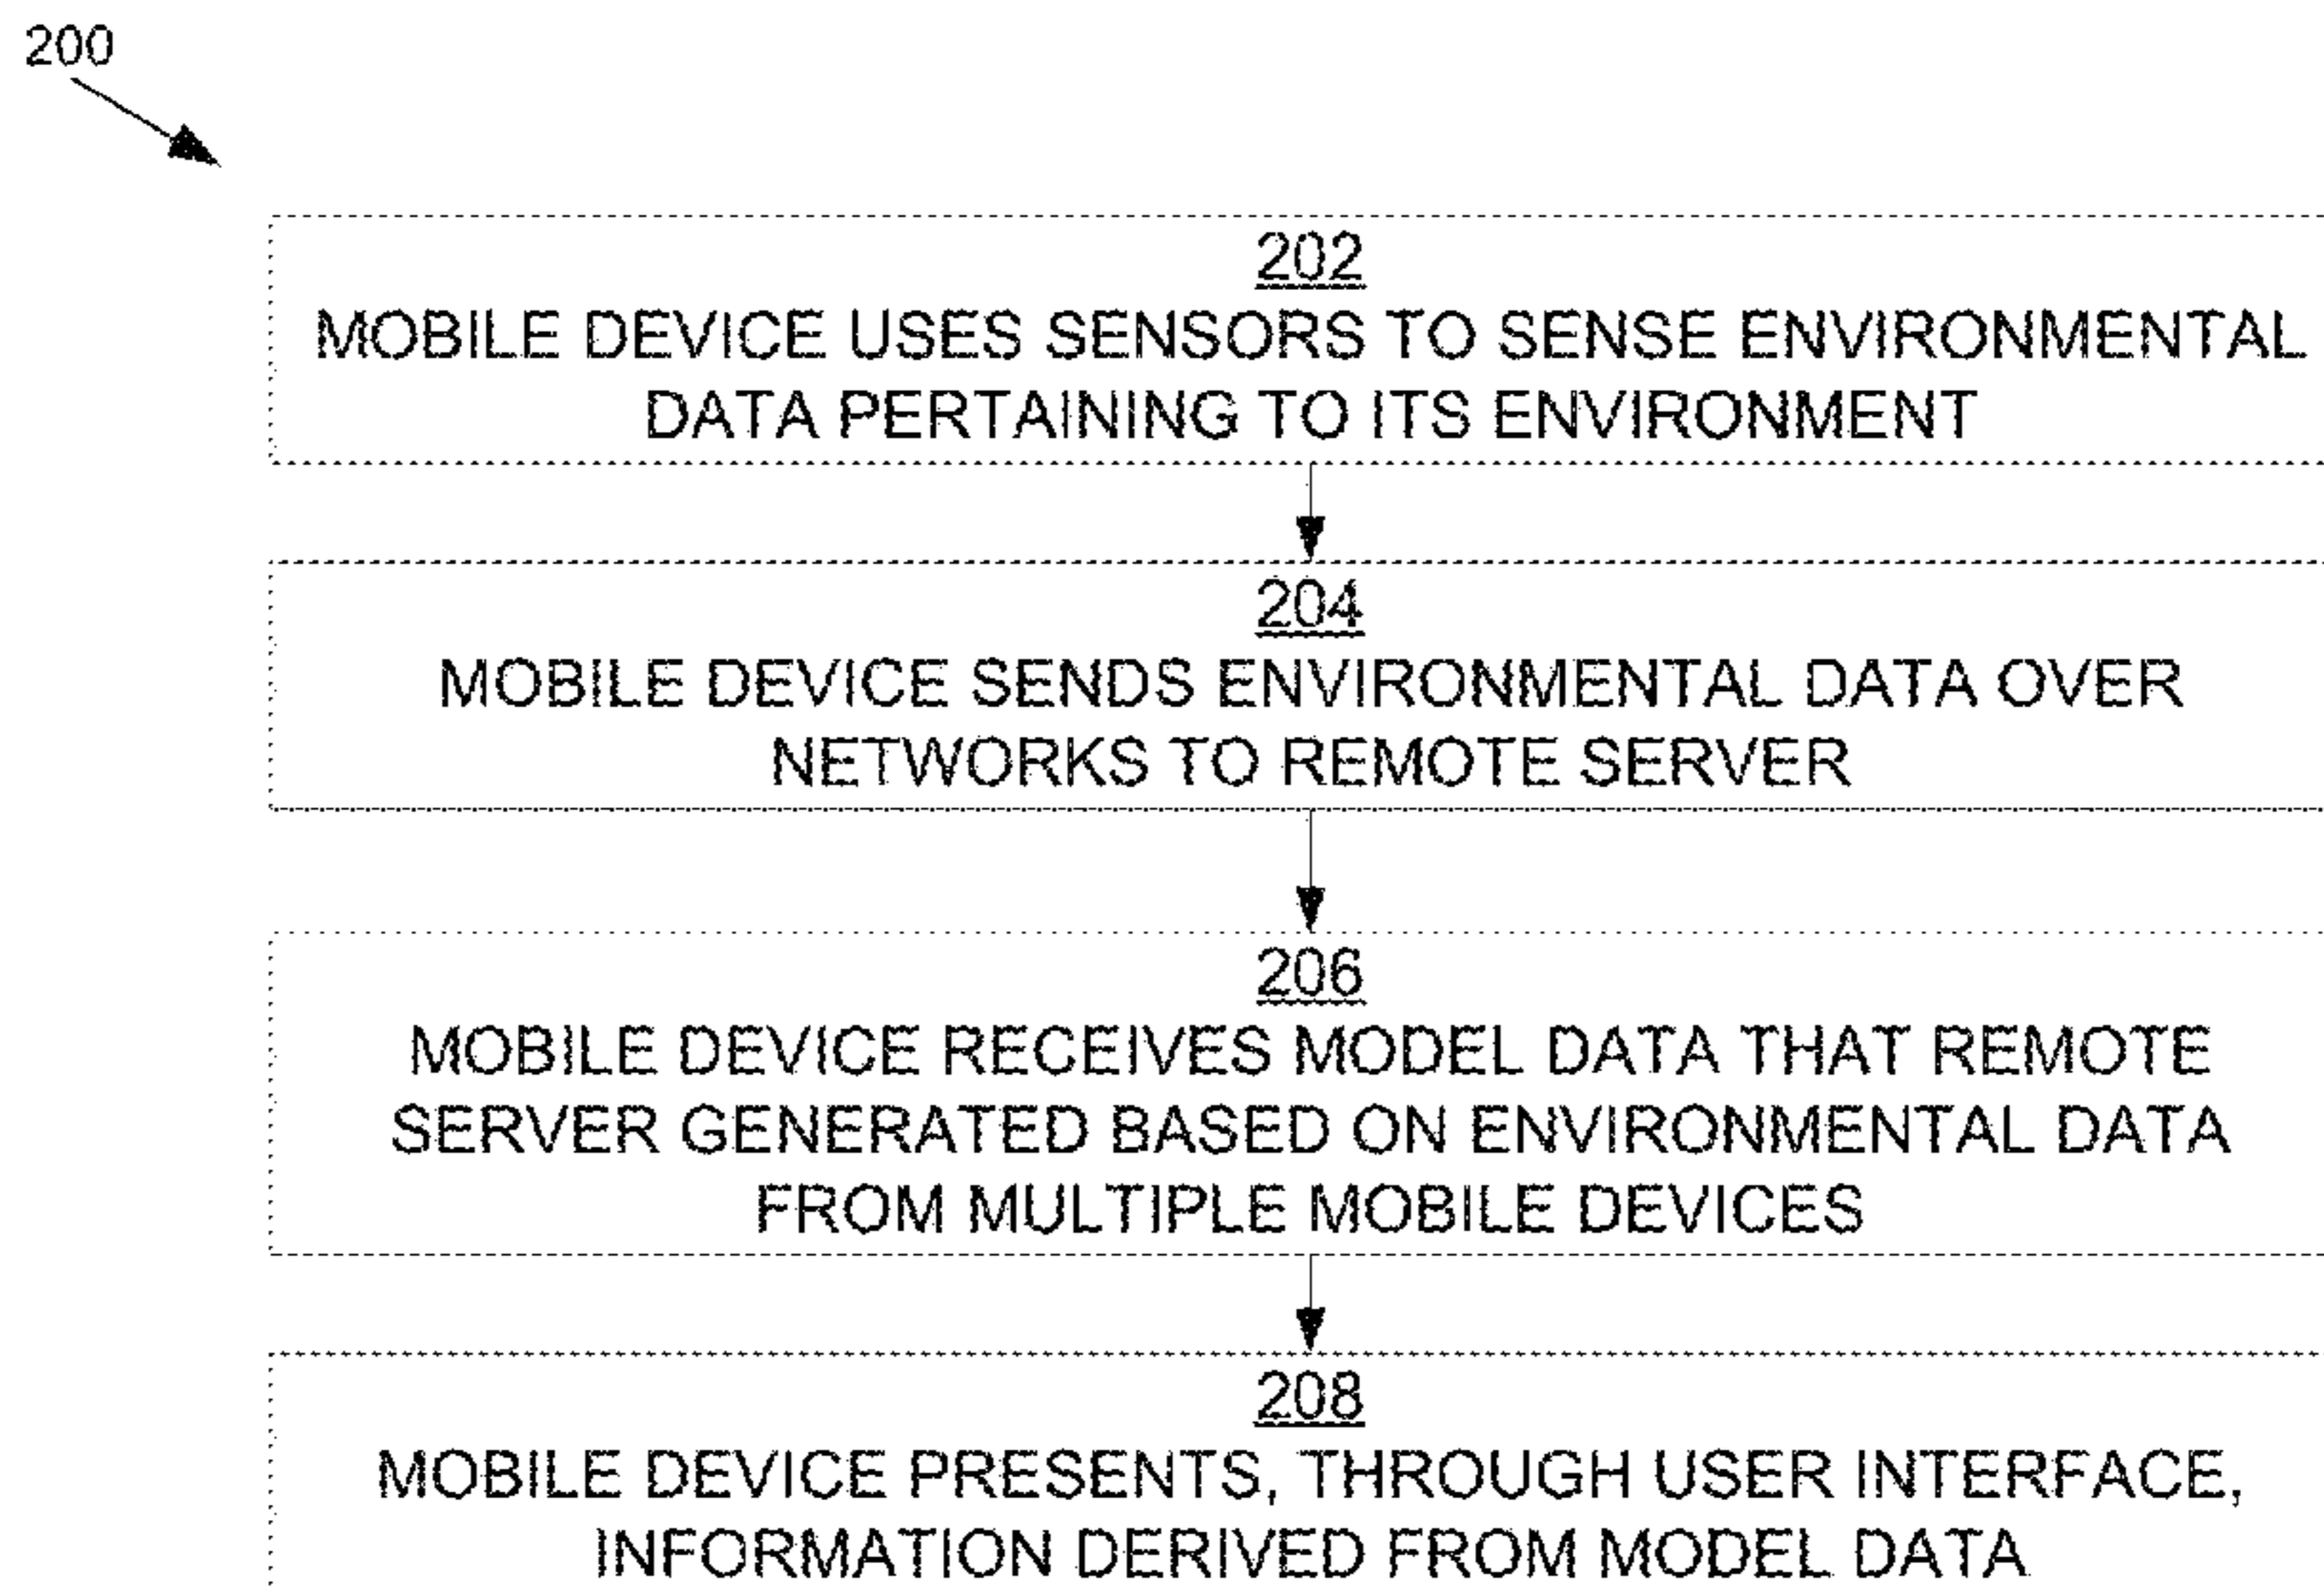 200
202
MOBILE DEVICE USES SENSORS TO SENSE ENVIRONMENTAL
DATA PERTAINING TO ITS ENVIRONMENT
204
MOBILE DEVICE SENDS ENVIRONMENTAL DATA OVER
NETWORKS TO REMOTE SERVER
206
MOBILE DEVICE RECEIVES MODEL DATA THAT REMOTE
SERVER GENERATED BASED ON ENVIRONMENTAL DATA
FROM MULTIPLE MOBILE DEVICES
208
MOBILE DEVICE PRESENTS, THROUGH USER INTERFACE,
INFORMATION DERIVED FROM MODEL DATA